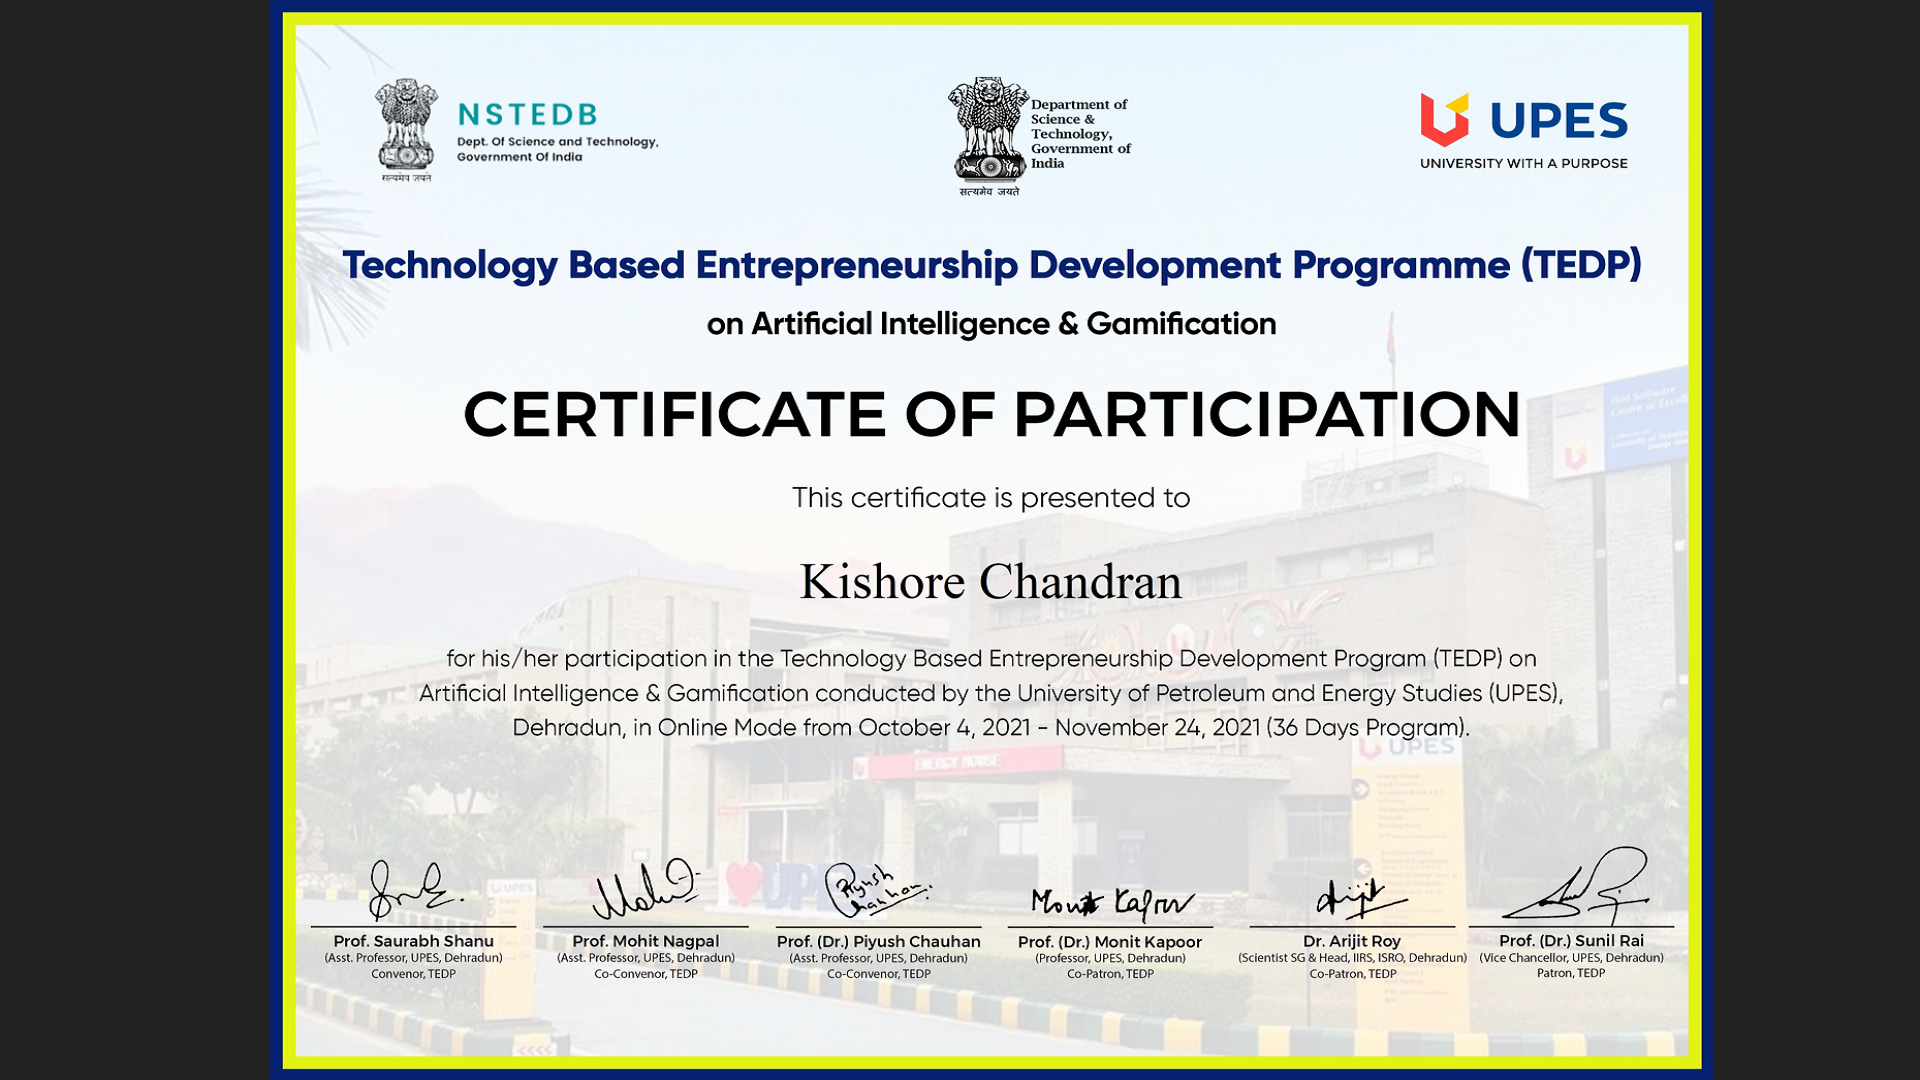 NSTEDB
Dept. Of Science and Technology,
Government Of India
सत्यमेव जयते
Department of
Science &
Technology,
Government of
India
सत्यमेव जयते
UPES
UNIVERSITY WITH A PURPOSE
Technology Based Entrepreneurship Development Programme (TEDP)
on Artificial Intelligence & Gamification
CERTIFICATE OF PARTICIPATION
This certificate is presented to
Kishore Chandran
for his/her participation in the Technology Based Entrepreneurship Development Program (TEDP) on
Artificial Intelligence & Gamification conducted by the University of Petroleum and Energy Studies (UPES),
Dehradun, in Online Mode from October 4, 2021 - November 24, 2021 (36 Days Program).
UPES
ENERGY HOUSE
UPES
Piyush
Chauhan
Monit Kapoor
Arijit
Prof. Saurabh Shanu
(Asst. Professor, UPES, Dehradun)
Convenor, TEDP
Prof. Mohit Nagpal
(Asst. Professor, UPES, Dehradun)
Co-Convenor, TEDP
Prof. (Dr.) Piyush Chauhan
(Asst. Professor, UPES, Dehradun)
Co-Convenor, TEDP
Prof. (Dr.) Monit Kapoor
(Professor, UPES, Dehradun)
Co-Patron, TEDP
Dr. Arijit Roy
(Scientist SG & Head, IIRS, ISRO, Dehradun)
Co-Patron, TEDP
Prof. (Dr.) Sunil Rai
(Vice Chancellor, UPES, Dehradun)
Patron, TEDP